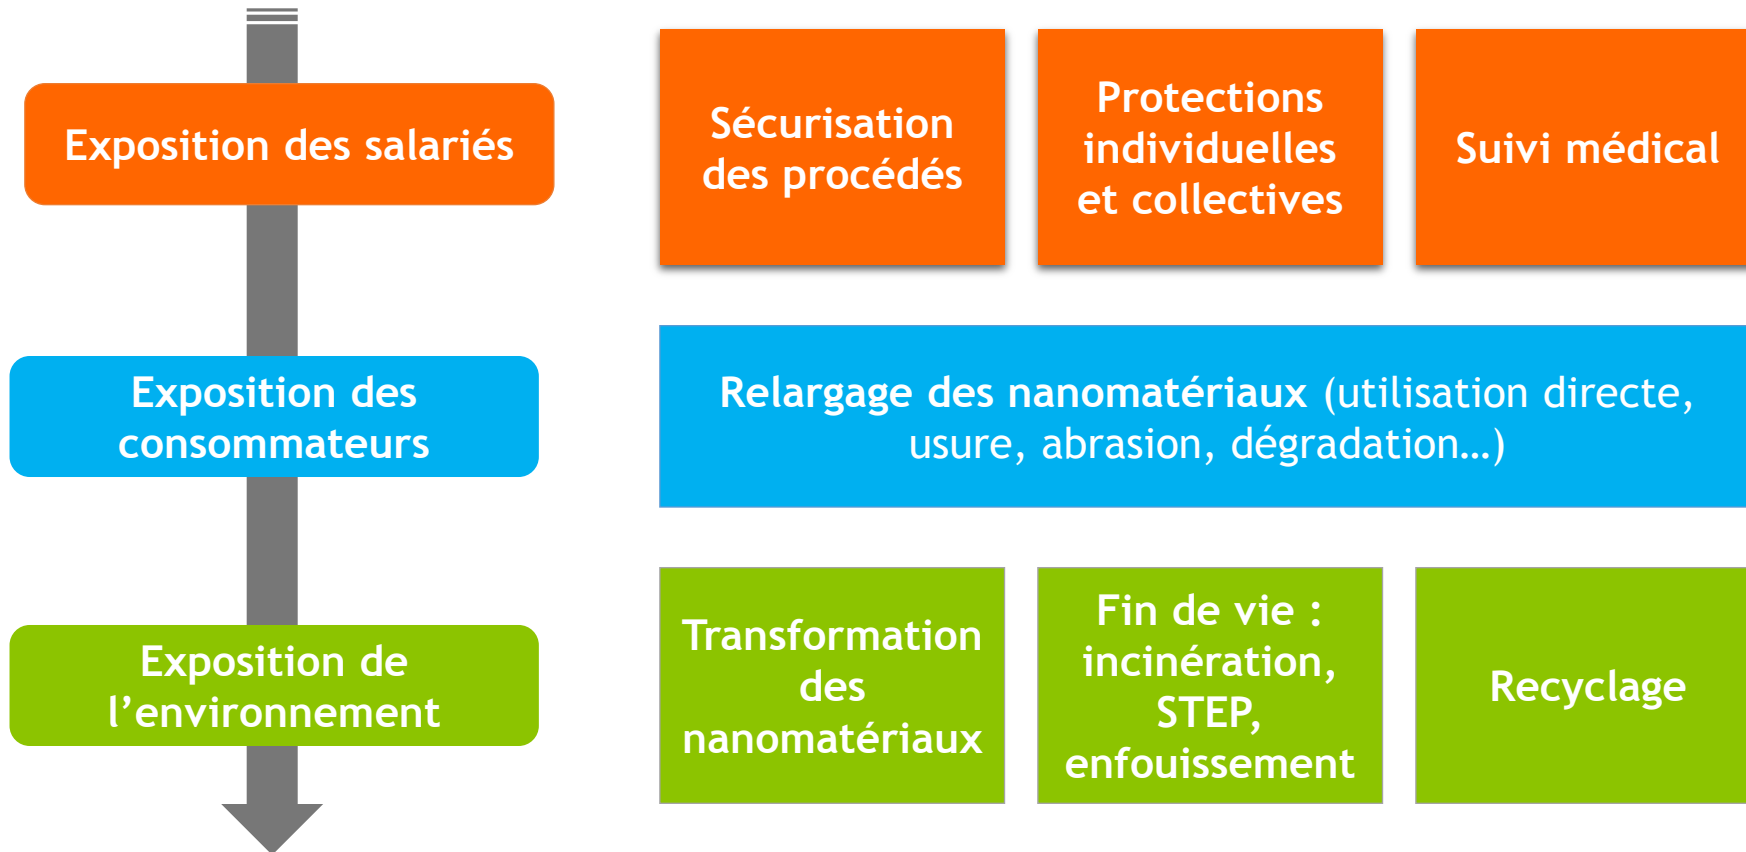 Exposition des salariés
Sécurisation
des procédés
Protections
individuelles
et collectives
Suivi médical
Exposition des
consommateurs
Relargage des nanomatériaux (utilisation directe,
usure, abrasion, dégradation…)
Exposition de
l’environnement
Transformation
des
nanomatériaux
Fin de vie :
incinération,
STEP,
enfouissement
Recyclage